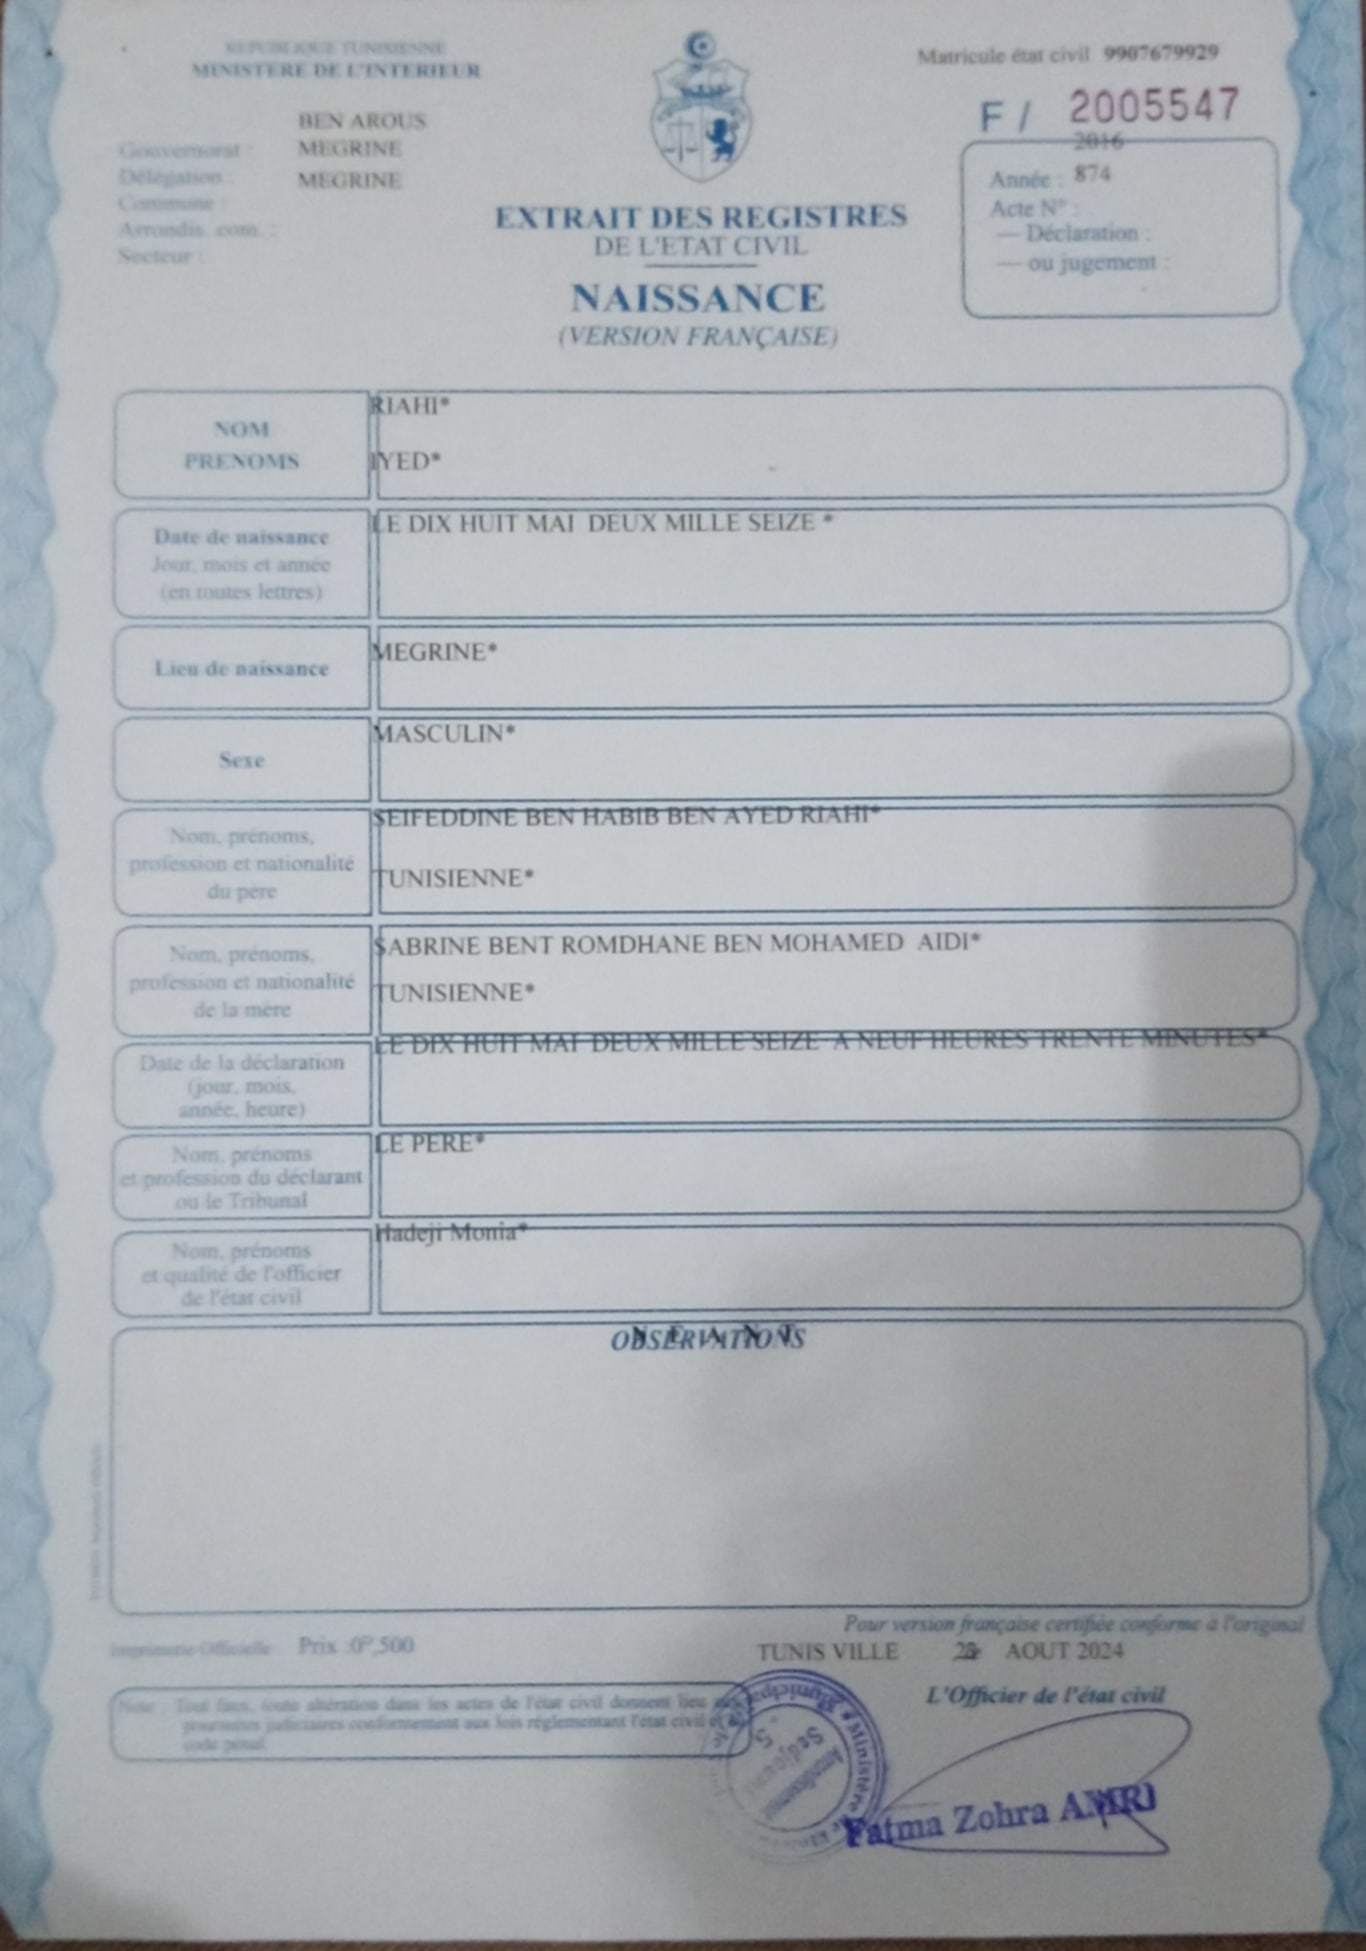 REPUBLIQUE TUNISIENNE
MINISTERE DE L'INTERIEUR
Matricule état civil 9907679929
F / 2005547
BEN AROUS
Gouvernorat : MEGRINE
Délégation : MEGRINE
Commune :
Arrondis. com. :
Secteur :
2016
Année : 874
Acte N° :
— Déclaration :
— ou jugement :
EXTRAIT DES REGISTRES
DE L'ETAT CIVIL
NAISSANCE
(VERSION FRANÇAISE)
NOM RIAHI*
PRENOMS IYED*
Date de naissance
Jour, mois et année
(en toutes lettres)
LE DIX HUIT MAI DEUX MILLE SEIZE *
Lieu de naissance
MEGRINE*
Sexe
MASCULIN*
Nom, prénoms,
profession et nationalité
du père
SEIFEDDINE BEN HABIB BEN AYED RIAHI*
TUNISIENNE*
Nom, prénoms,
profession et nationalité
de la mère
SABRINE BENT ROMDHANE BEN MOHAMED AIDI*
TUNISIENNE*
Date de la déclaration
(jour, mois,
année, heure)
LE DIX HUIT MAI DEUX MILLE SEIZE A NEUF HEURES TRENTE MINUTES*
Nom, prénoms
et profession du déclarant
ou le Tribunal
LE PERE*
Nom, prénoms
et qualité de l'officier
de l'état civil
Hadeji Monia*
OBSERVATIONS
N E A N T
Pour version française certifiée conforme à l'original
Imprimerie Officielle Prix :0ᴰ,500
TUNIS VILLE AOUT 2024
L'Officier de l'état civil
Note : Tout faux, toute altération dans les actes de l'état civil donnent lieu
poursuites judiciaires conformément aux lois réglementant l'état civil et le
code pénal.
Fatma Zohra AMRI